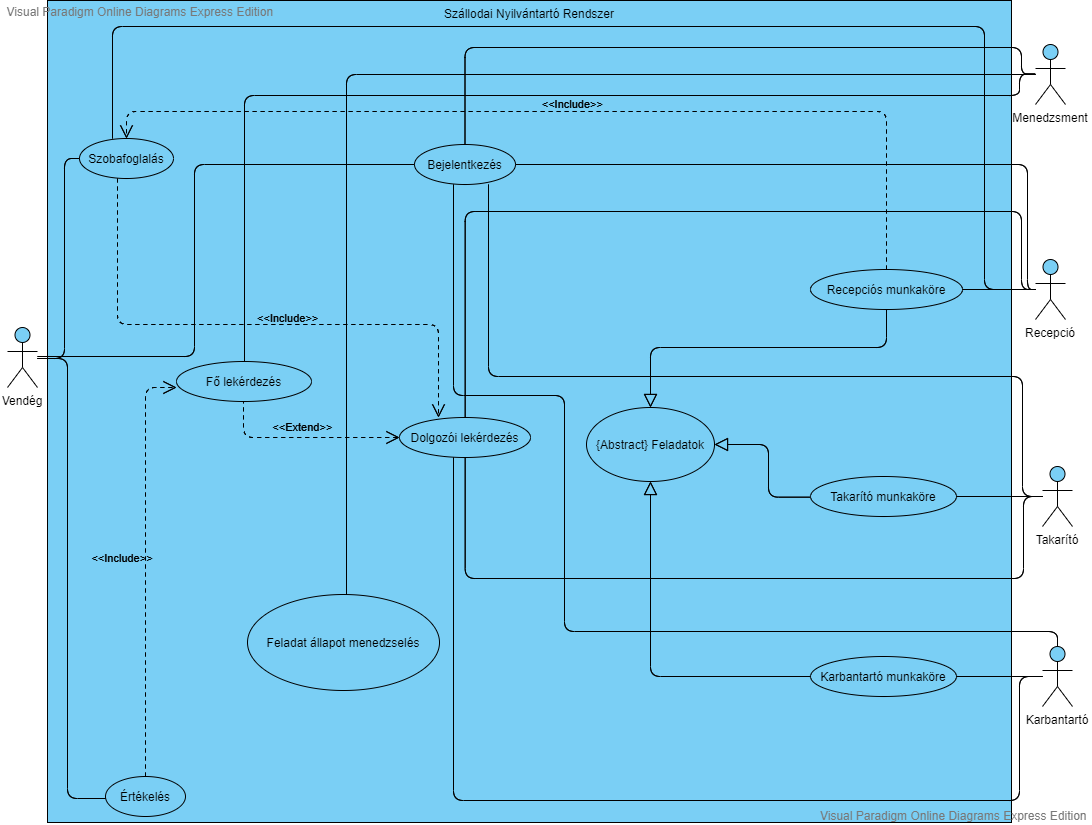 Visual Paradigm Online Diagrams Express Edition
Szállodai Nyilvántartó Rendszer
<<Include>>
Menedzsment
Szobafoglalás
Bejelentkezés
Recepciós munkaköre
<<Include>>
Recepció
Fő lekérdezés
Vendég
<<Extend>>
Dolgozói lekérdezés
{Abstract} Feladatok
Takarító munkaköre
Takarító
<<Include>>
Feladat állapot menedzselés
Karbantartó munkaköre
Karbantartó
Értékelés
Visual Paradigm Online Diagrams Express Edition